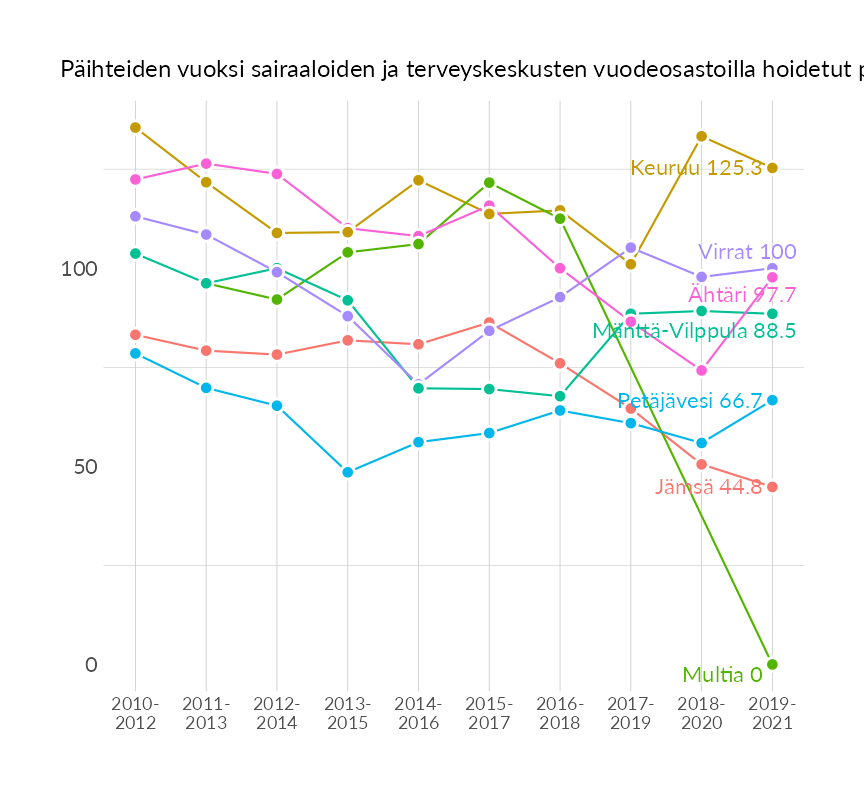 Päihteiden vuoksi sairaaloiden ja terveyskeskusten vuodeosastoilla hoidetut
Keuruu 125.3
Virrat 100
100
Ähtäri 97.7
Mänttä-Vilppula 88.5
Petäjävesi 66.7
50
Jämsä 44.8
0
Multia 0
2010- 2011- 2012- 2013- 2014- 2015- 2016- 2017- 2018- 2019-
2012 2013 2014 2015 2016 2017 2018 2019 2020 2021